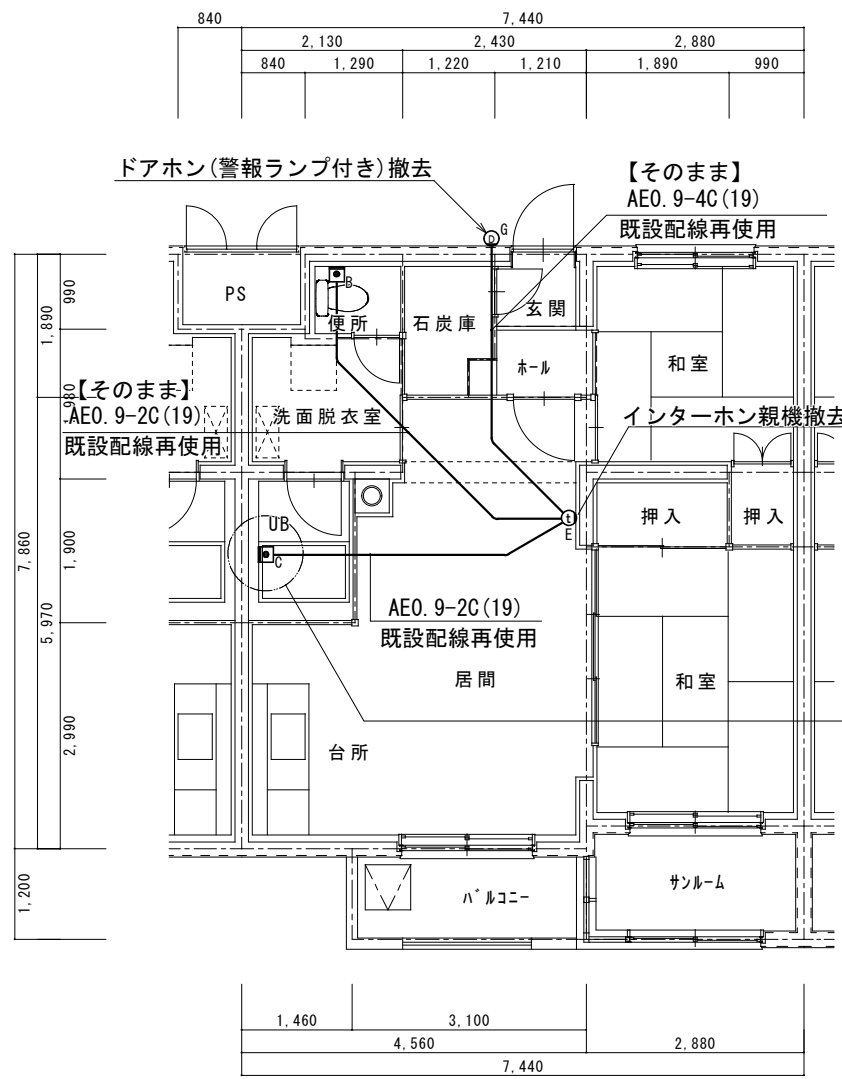 840
7,440
2,130
2,430
2,880
840
1,290
1,220
1,210
1,890
990
ドアホン(警報ランプ付き)撤去
【そのまま】
AE0.9-4C(19)
既設配線再使用
G
D
B
PS
便所
石炭庫
玄関
ホール
和室
990
1,890
980
【そのまま】
AE0.9-2C(19)
既設配線再使用
洗面脱衣室
インターホン親機撤去
t
E
押入
押入
UB
C
7,860
5,970
1,900
AE0.9-2C(19)
既設配線再使用
居間
和室
2,990
台所
1,200
バルコニー
サンルーム
1,460
3,100
4,560
2,880
7,440